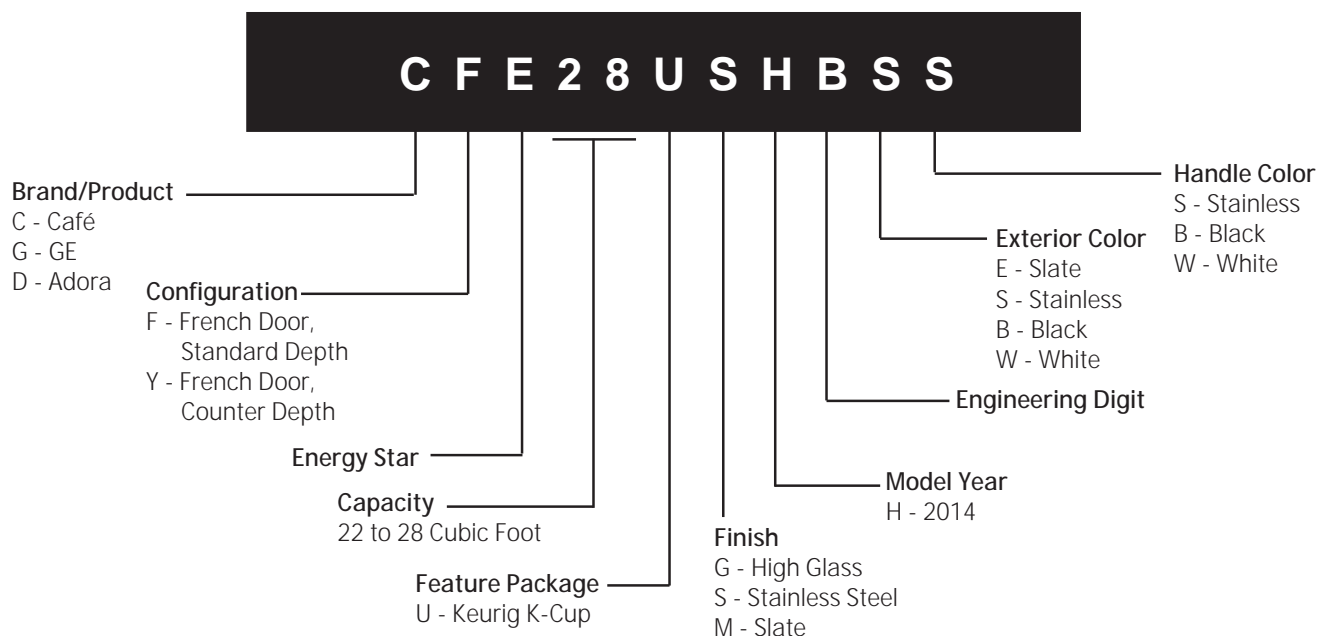 C F E 2 8 U S H B S S
Brand/Product
C - Café
G - GE
D - Adora
Configuration
F - French Door,
Standard Depth
Y - French Door,
Counter Depth
Energy Star
Capacity
22 to 28 Cubic Foot
Feature Package
U - Keurig K-Cup
Finish
G - High Glass
S - Stainless Steel
M - Slate
Model Year
H - 2014
Engineering Digit
Exterior Color
E - Slate
S - Stainless
B - Black
W - White
Handle Color
S - Stainless
B - Black
W - White